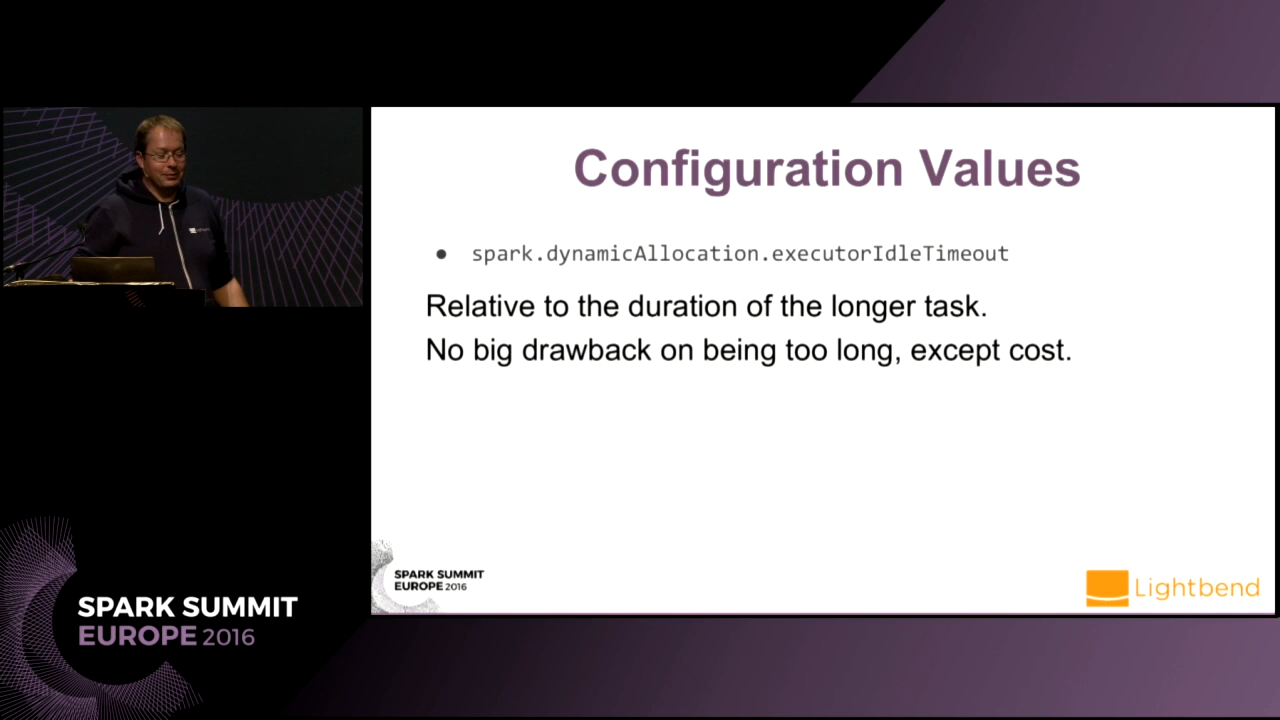 Configuration Values
● spark.dynamicAllocation.executorIdleTimeout
Relative to the duration of the longer task.
No big drawback on being too long, except cost.
SPARK SUMMIT
EUROPE 2016
Lightbend
SPARK SUMMIT
EUROPE 2016